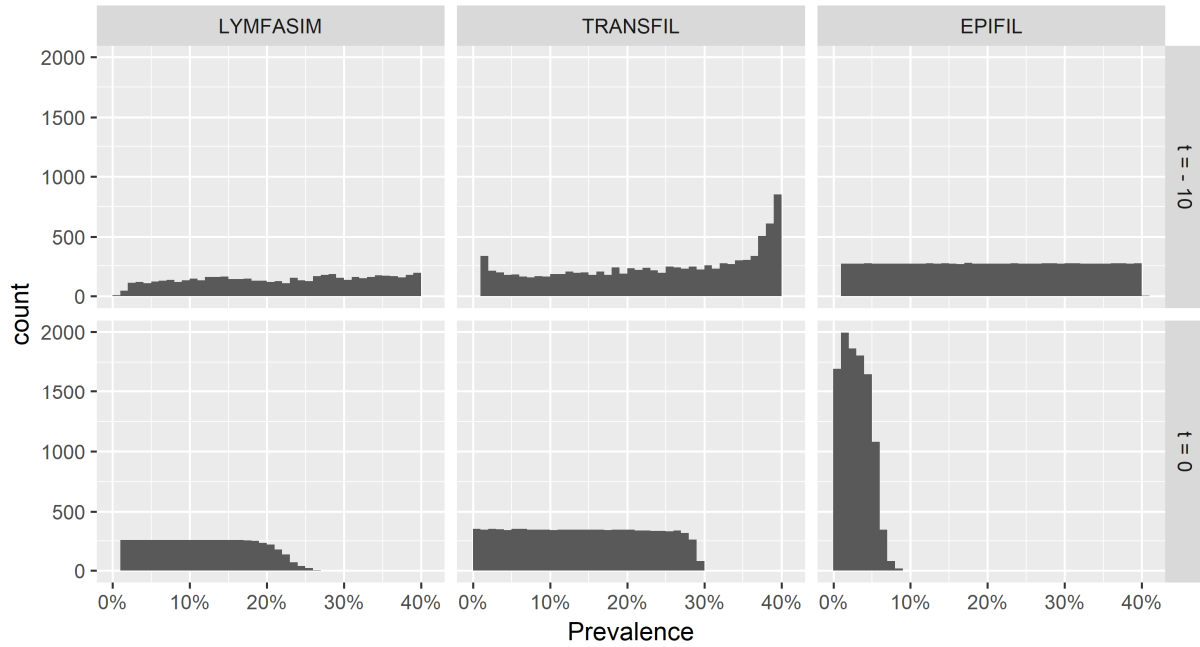 LYMFASIM
TRANSFIL
EPIFIL
2000
1500
1000
500
0
t = - 10
2000
1500
1000
500
0
t = 0
count
0% 10% 20% 30% 40%
0% 10% 20% 30% 40%
0% 10% 20% 30% 40%
Prevalence